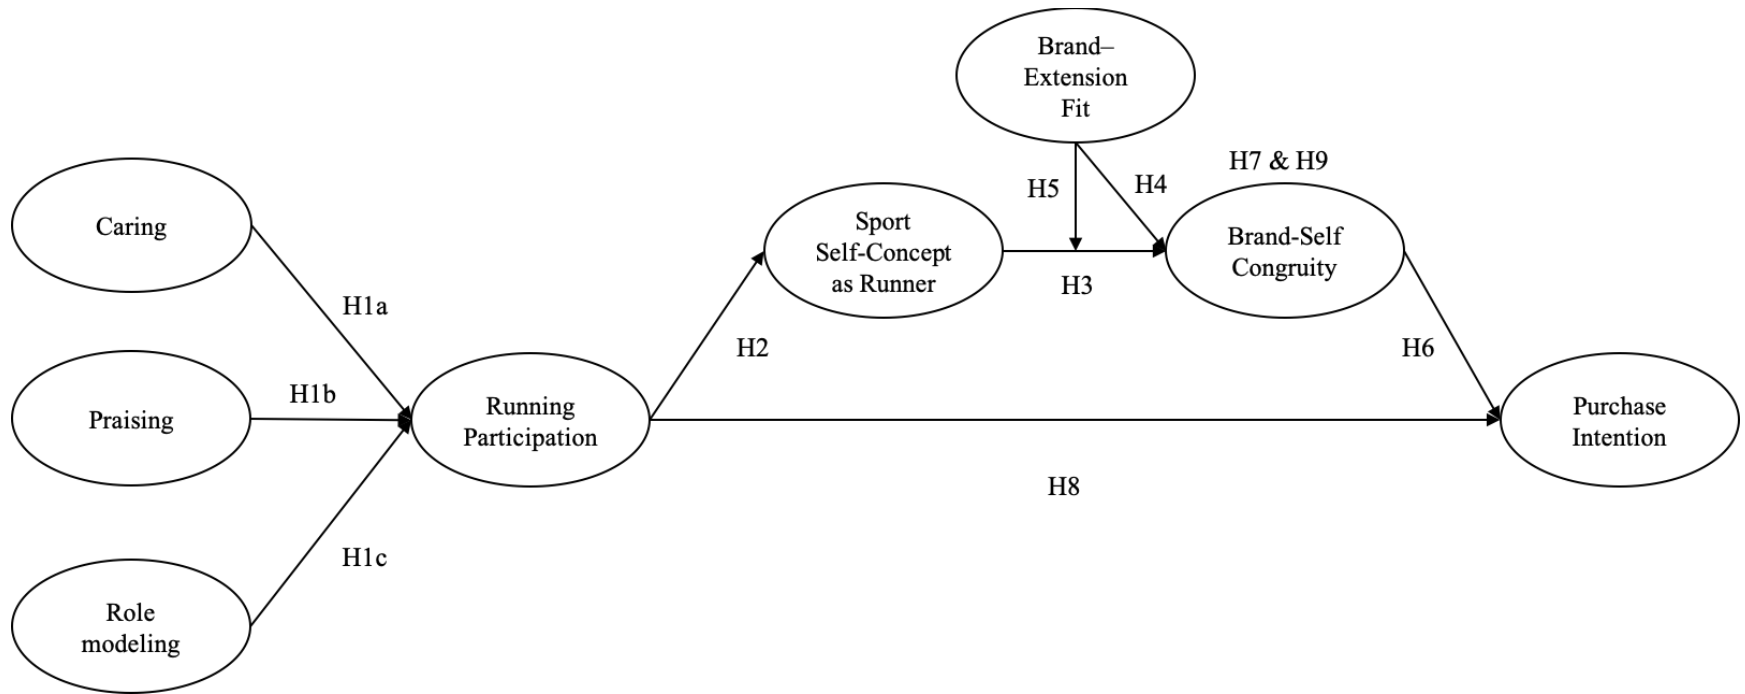 Brand–
Extension
Fit
H7 & H9
H5
H4
Caring
Sport
Self-Concept
as Runner
Brand-Self
Congruity
H3
H1a
H2
H6
H1b
Praising
Running
Participation
Purchase
Intention
H8
H1c
Role
modeling